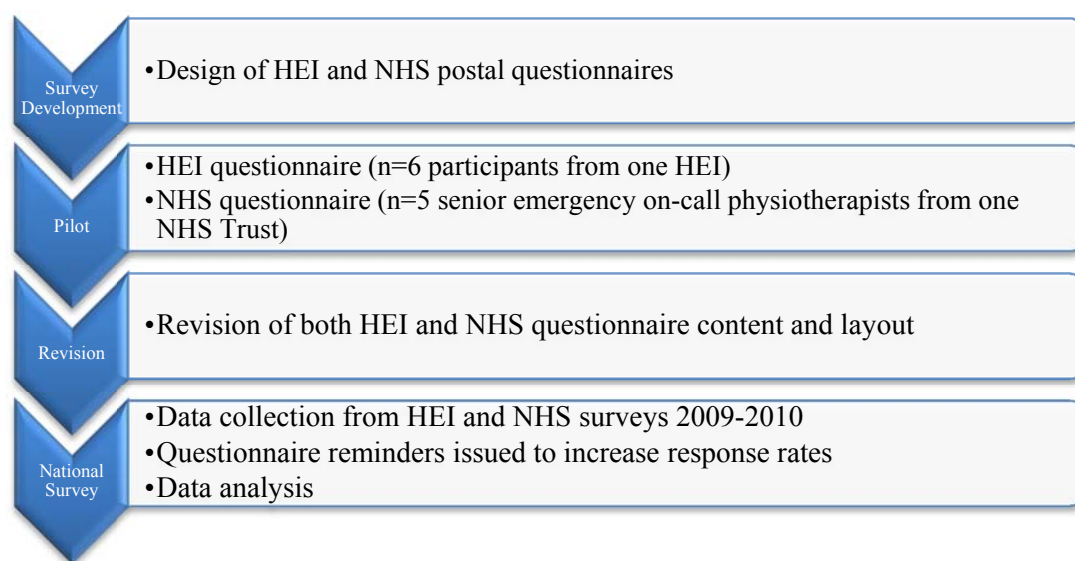 Survey
Development
•Design of HEI and NHS postal questionnaires
Pilot
•HEI questionnaire (n=6 participants from one HEI)
•NHS questionnaire (n=5 senior emergency on-call physiotherapists from one
NHS Trust)
Revision
•Revision of both HEI and NHS questionnaire content and layout
National
Survey
•Data collection from HEI and NHS surveys 2009-2010
•Questionnaire reminders issued to increase response rates
•Data analysis